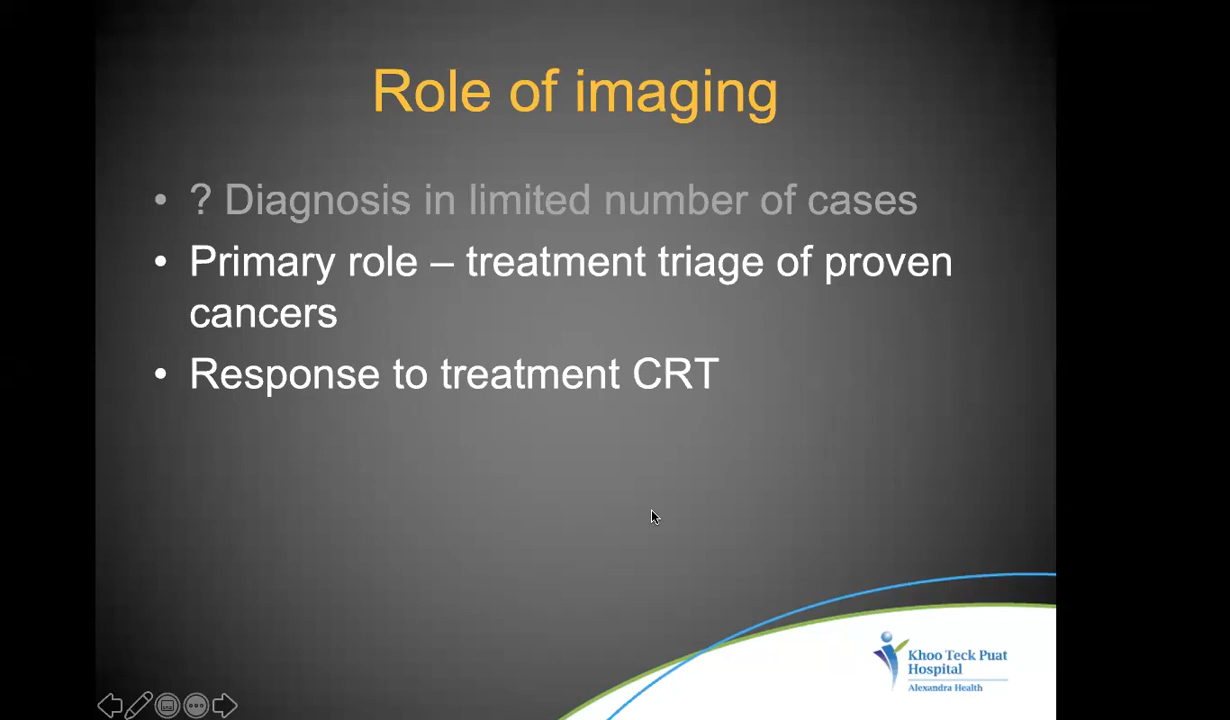 Role of imaging
• ? Diagnosis in limited number of cases
• Primary role – treatment triage of proven
cancers
• Response to treatment CRT
Khoo Teck Puat
Hospital
Alexandra Health